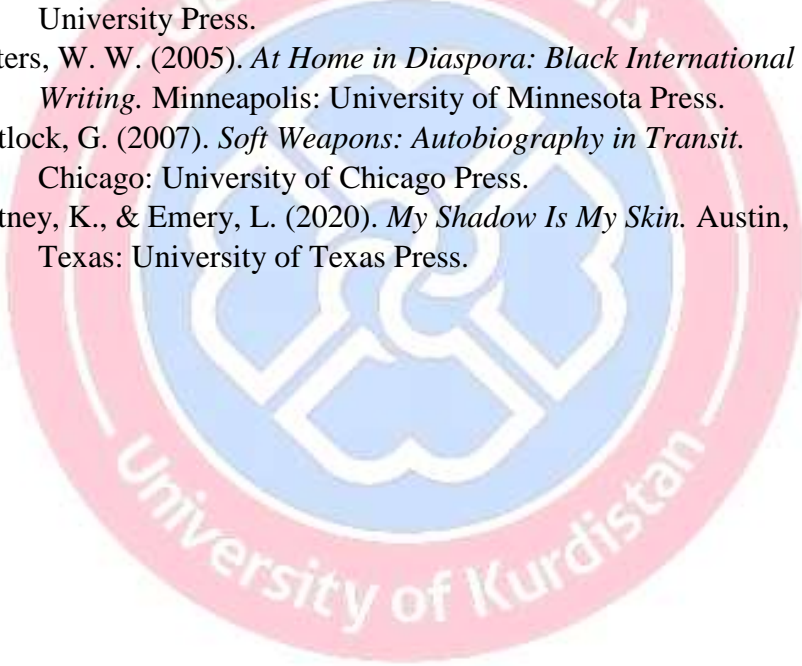 University Press.
ters, W. W. (2005). At Home in Diaspora: Black International
Writing. Minneapolis: University of Minnesota Press.
tlock, G. (2007). Soft Weapons: Autobiography in Transit.
Chicago: University of Chicago Press.
tney, K., & Emery, L. (2020). My Shadow Is My Skin. Austin,
Texas: University of Texas Press.
University of Kurdistan